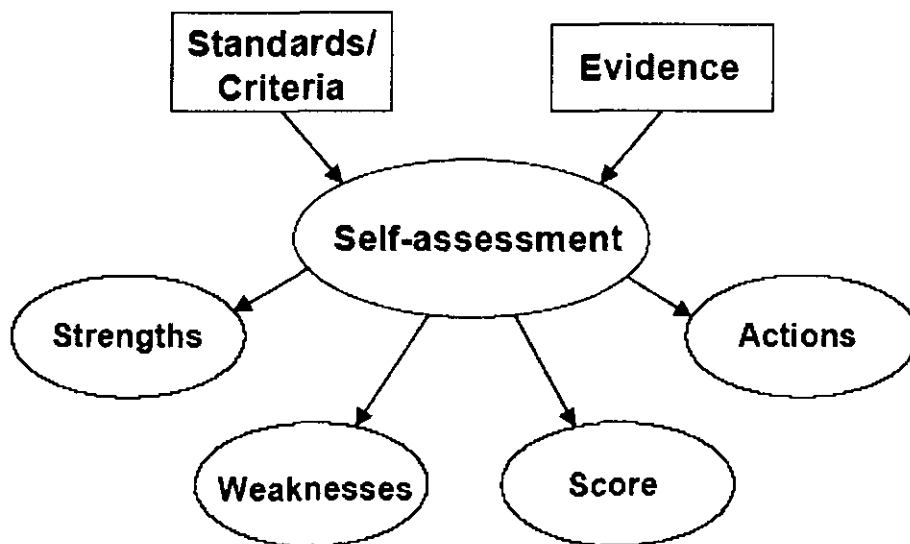 Standards/
Criteria
Evidence
Self-assessment
Strengths
Actions
Weaknesses
Score